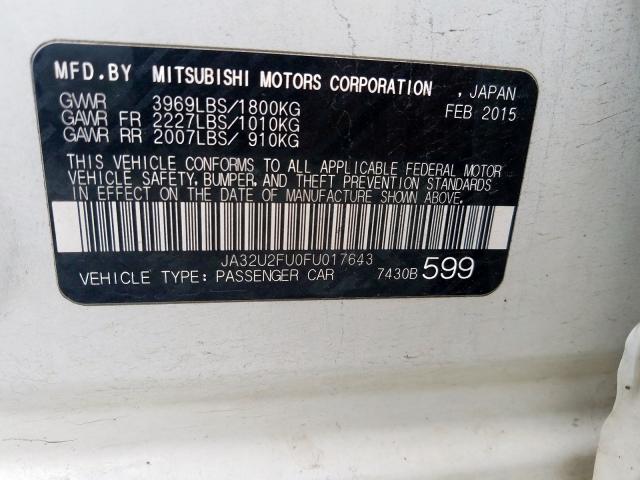 MFD.BY MITSUBISHI MOTORS CORPORATION , JAPAN
GVWR 3969LBS/1800KG FEB 2015
GAWR FR 2227LBS/1010KG
GAWR RR 2007LBS/ 910KG
THIS VEHICLE CONFORMS TO ALL APPLICABLE FEDERAL MOTOR
VEHICLE SAFETY, BUMPER, AND THEFT PREVENTION STANDARDS
IN EFFECT ON THE DATE OF MANUFACTURE SHOWN ABOVE.
JA32U2FU0FU017643
VEHICLE TYPE: PASSENGER CAR 7430B 599